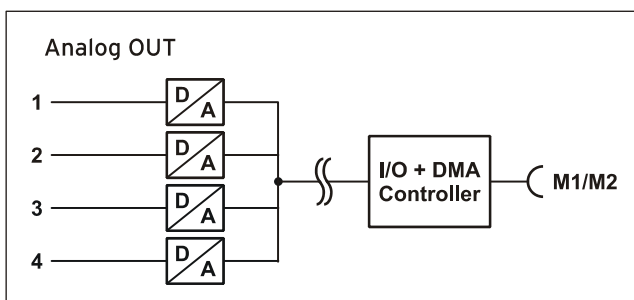 Analog OUT
1
D
A
2
D
A
3
D
A
4
D
A
I/O + DMA
Controller
M1/M2